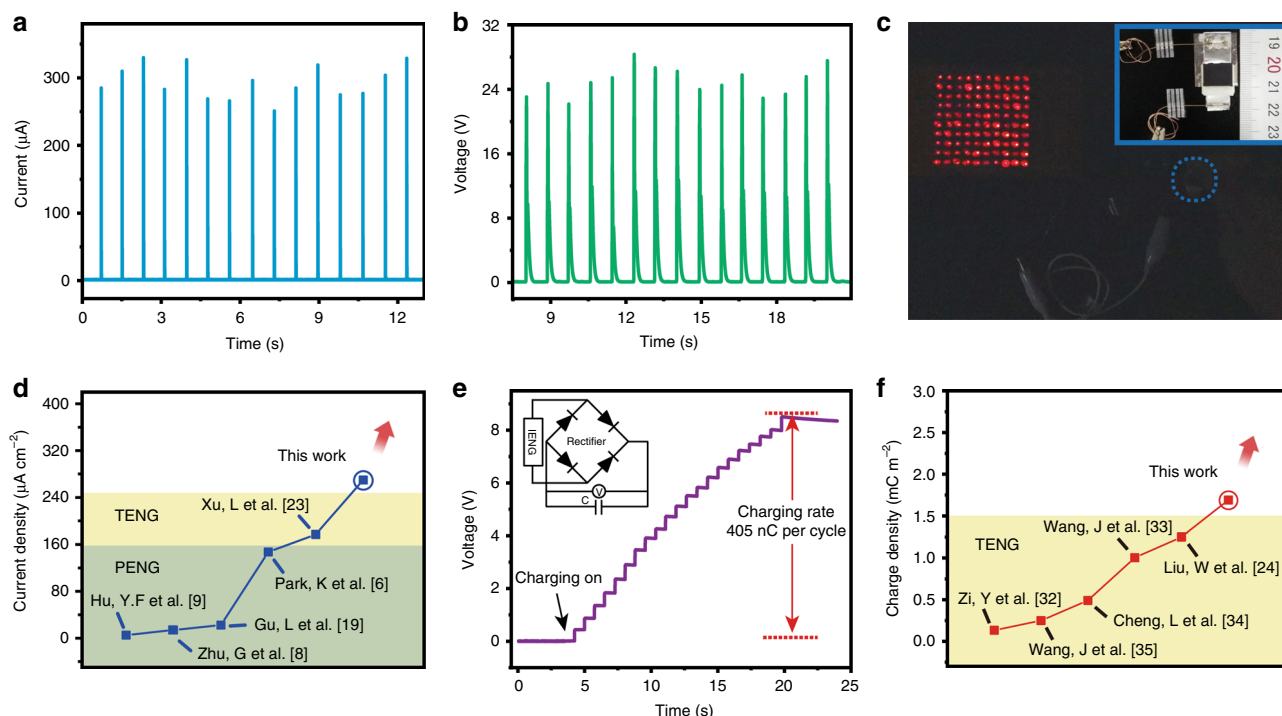 a
Current (μA)
300
200
100
0
0
3
6
9
12
Time (s)
b
Voltage (V)
32
24
16
8
0
9
12
15
18
21
Time (s)
c
19
20
21
22
23
d
Current density (μA cm⁻²)
400
320
240
160
80
0
This work
TENG
Xu, L et al. [23]
PENG
Park, K et al. [6]
Hu, Y.F et al. [9]
Gu, L et al. [19]
Zhu, G et al. [8]
e
Voltage (V)
8
6
4
2
0
IENG
Rectifier
V
C
Charging rate
405 nC per cycle
Charging on
0
5
10
15
20
25
Time (s)
f
Charge density (mC m⁻²)
3.0
2.5
2.0
1.5
1.0
0.5
0.0
This work
TENG
Wang, J et al. [33]
Liu, W et al. [24]
Zi, Y et al. [32]
Cheng, L et al. [34]
Wang, J et al. [35]